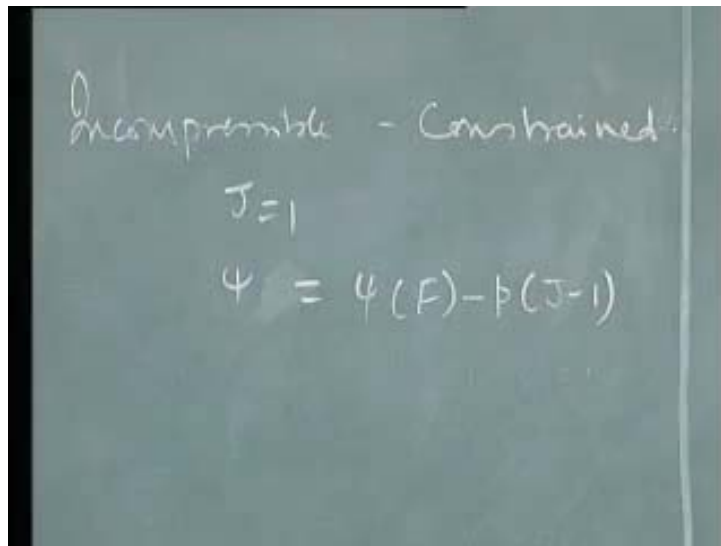 Incompressible - Constrained.
J=1
Ψ = Ψ(F)-p(J-1)